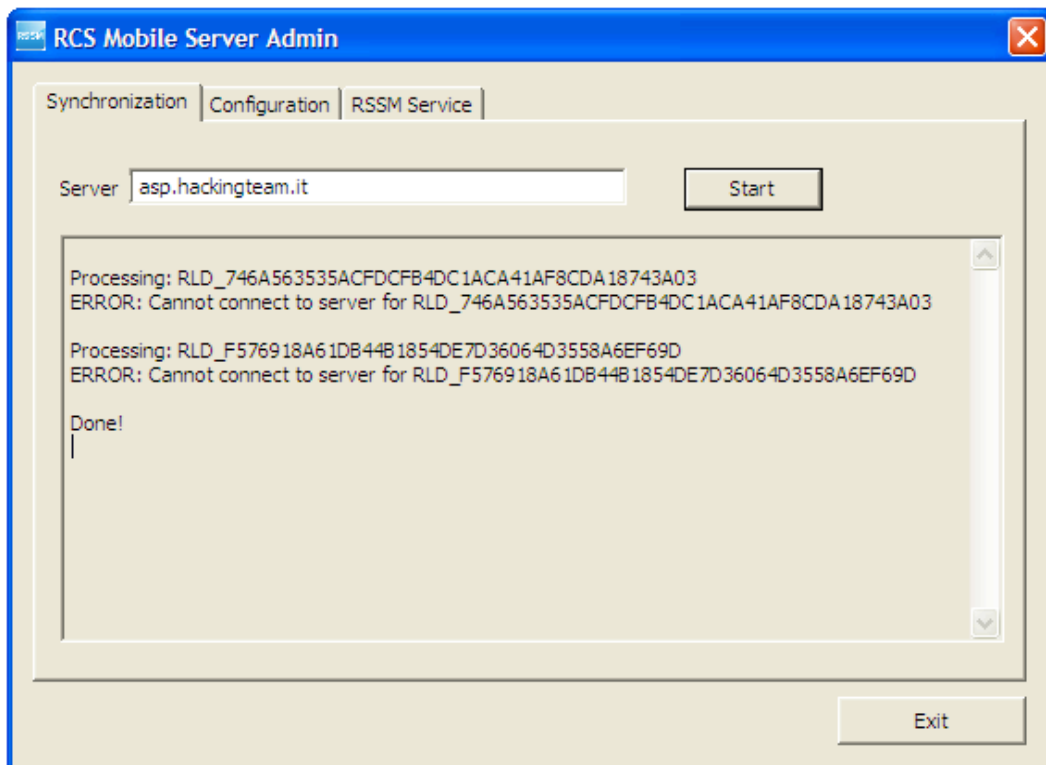 RSSM RCS Mobile Server Admin
Synchronization Configuration RSSM Service
Server asp.hackingteam.it Start
Processing: RLD_746A563535ACFDCFB4DC1ACA41AF8CDA18743A03
ERROR: Cannot connect to server for RLD_746A563535ACFDCFB4DC1ACA41AF8CDA18743A03
Processing: RLD_F576918A61DB44B1854DE7D36064D3558A6EF69D
ERROR: Cannot connect to server for RLD_F576918A61DB44B1854DE7D36064D3558A6EF69D
Done!
Exit